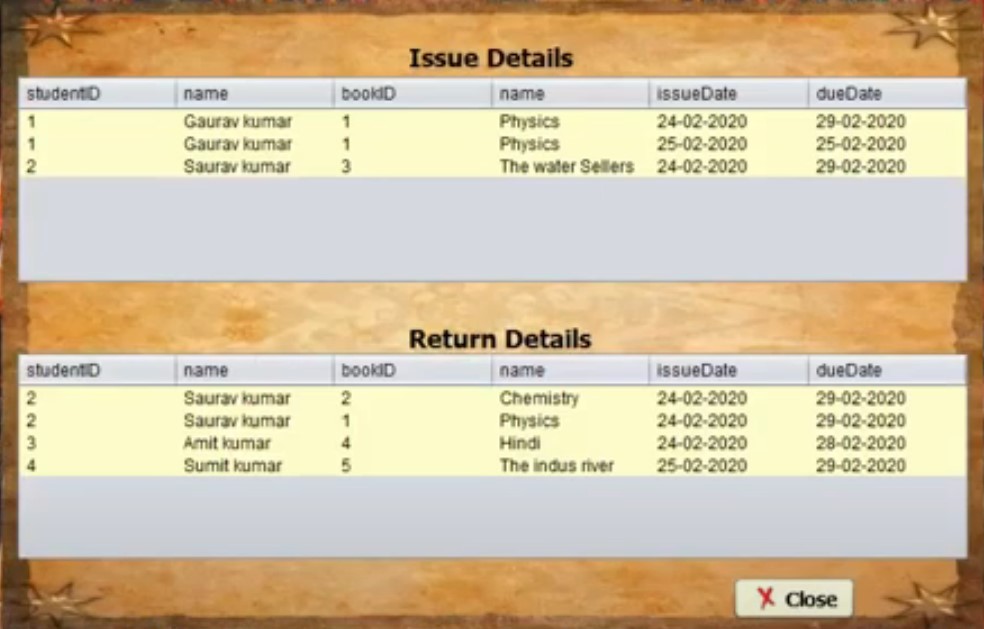 Issue Details
studentID name bookID name issueDate dueDate
1 Gaurav kumar 1 Physics 24-02-2020 29-02-2020
1 Gaurav kumar 1 Physics 25-02-2020 25-02-2020
2 Saurav kumar 3 The water Sellers 24-02-2020 29-02-2020
Return Details
studentID name bookID name issueDate dueDate
2 Saurav kumar 2 Chemistry 24-02-2020 29-02-2020
2 Saurav kumar 1 Physics 24-02-2020 29-02-2020
3 Amit kumar 4 Hindi 24-02-2020 28-02-2020
4 Sumit kumar 5 The indus river 25-02-2020 29-02-2020
Close